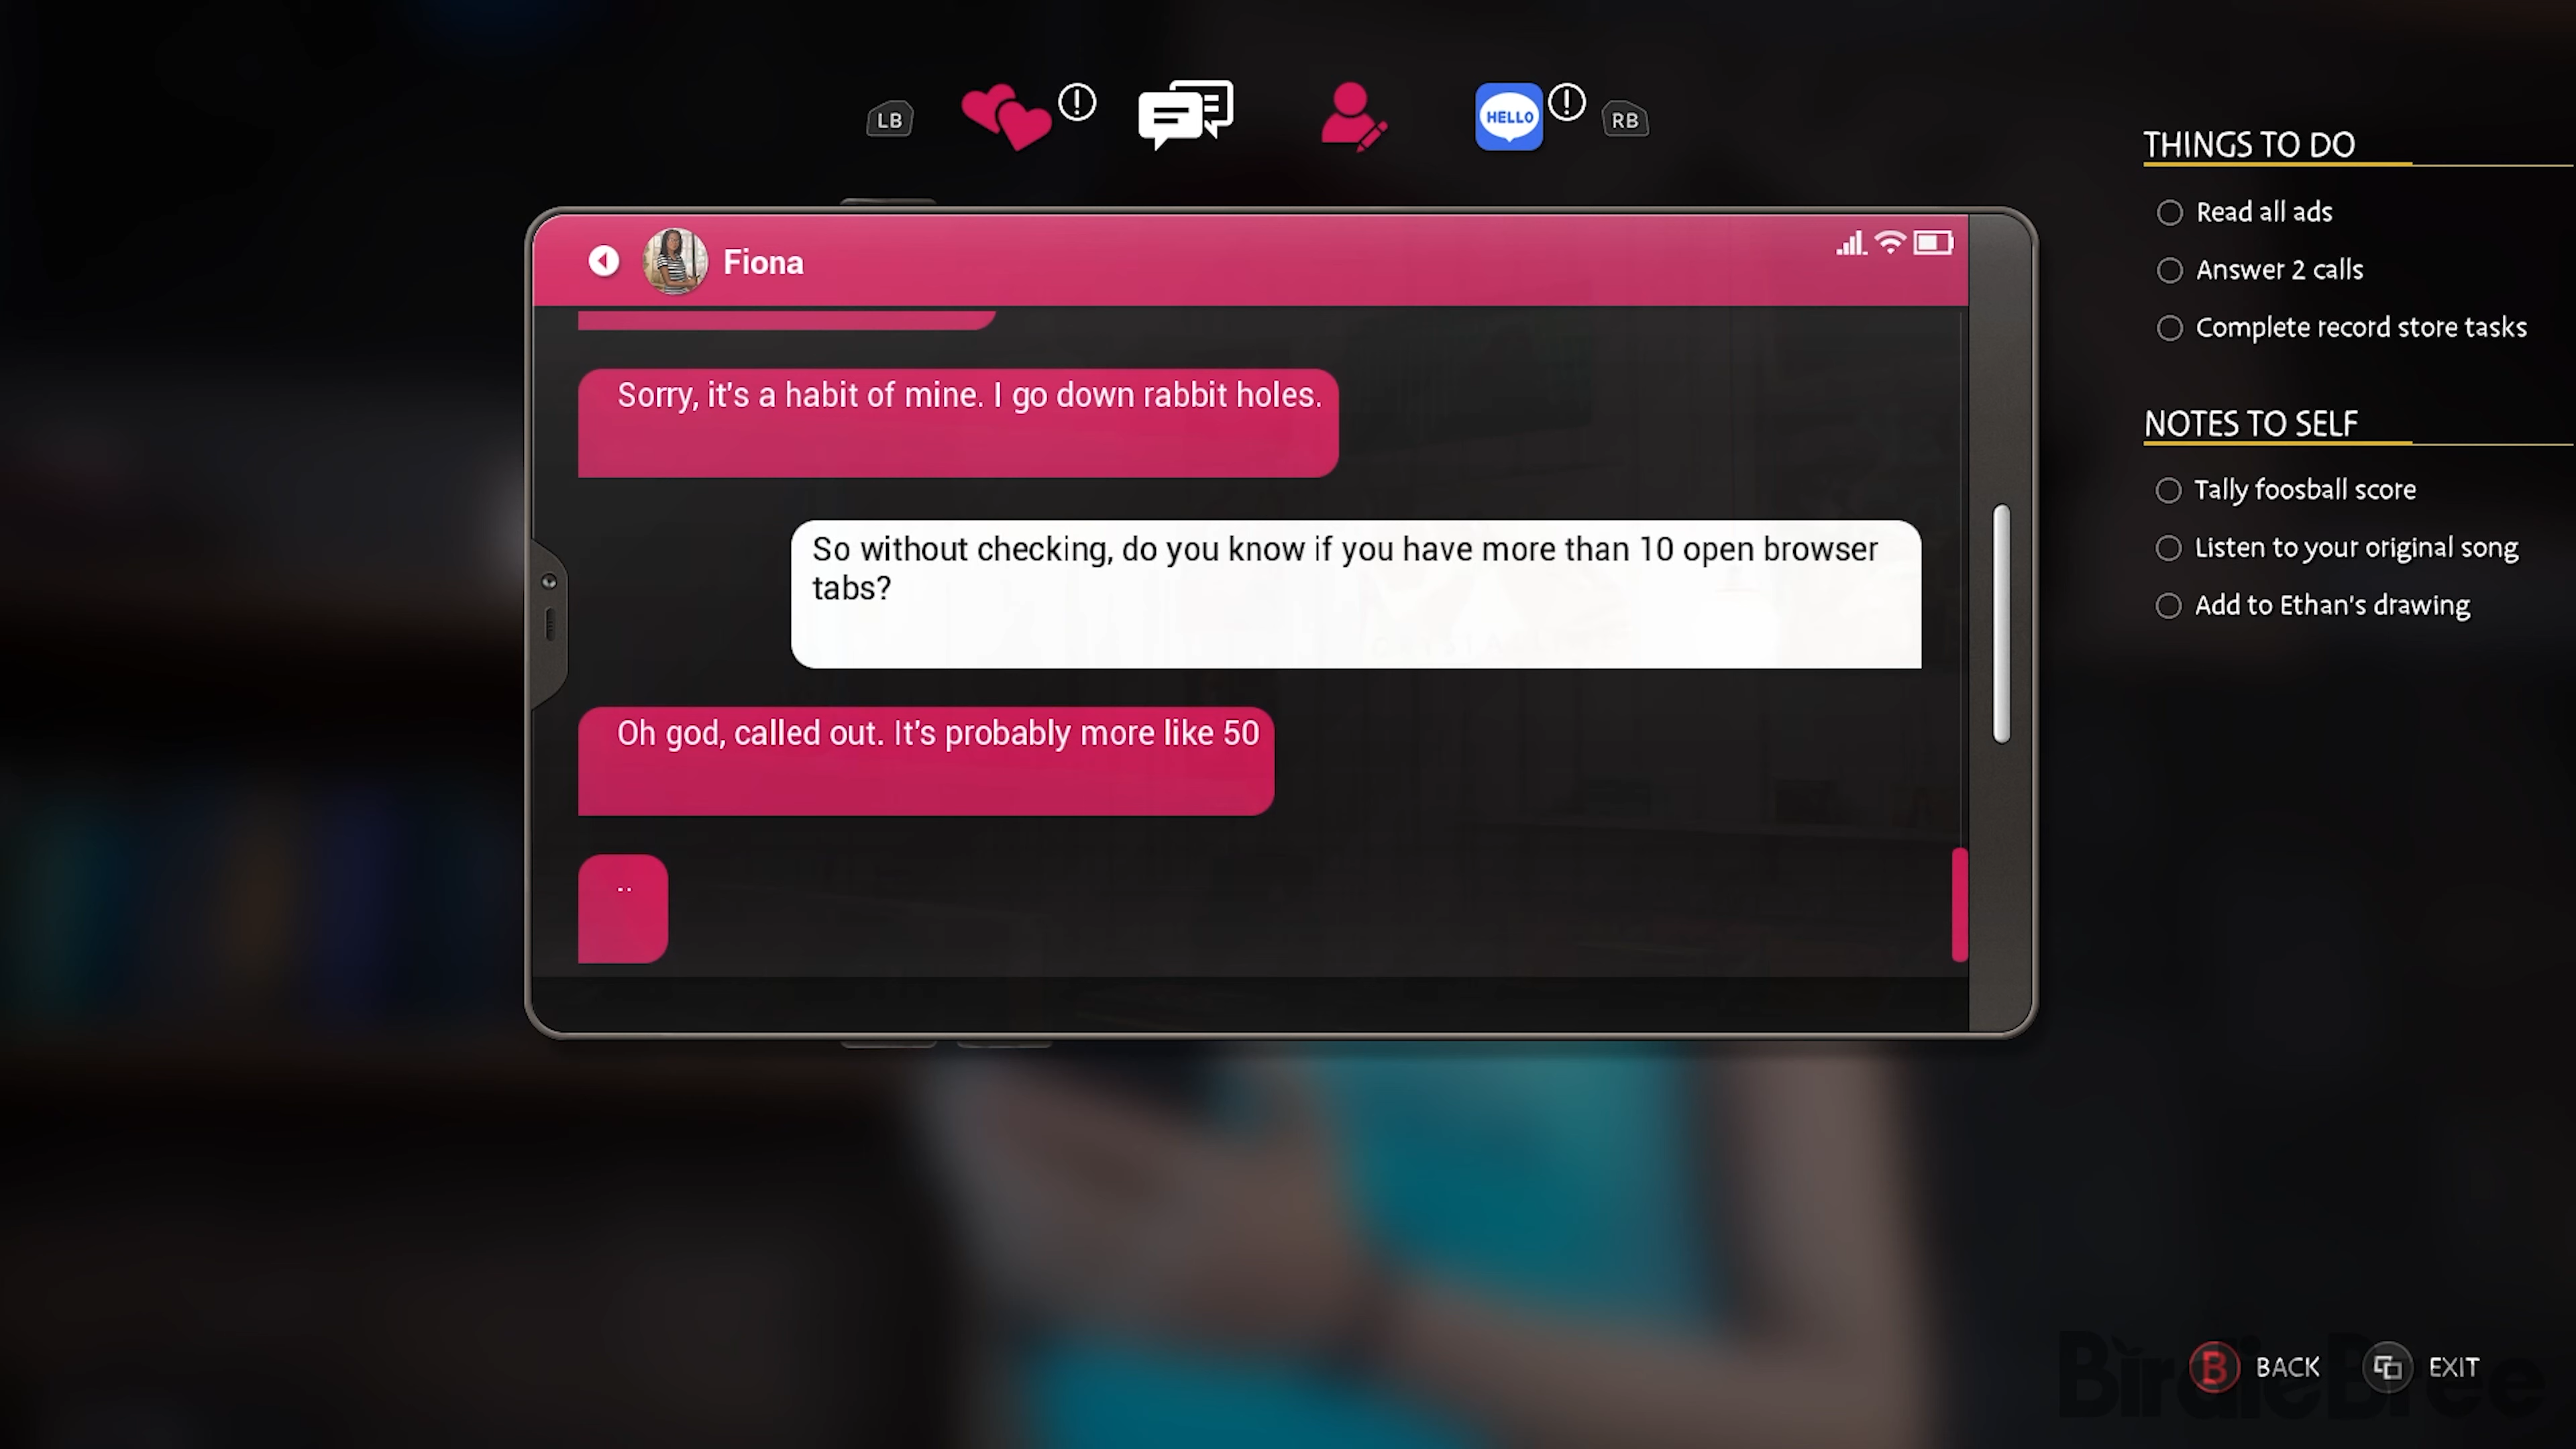 LB
HELLO
RB
Fiona
Sorry, it's a habit of mine. I go down rabbit holes.
So without checking, do you know if you have more than 10 open browser
tabs?
Oh god, called out. It's probably more like 50
..
THINGS TO DO
Read all ads
Answer 2 calls
Complete record store tasks
NOTES TO SELF
Tally foosball score
Listen to your original song
Add to Ethan's drawing
B BACK
EXIT
BirdieBree